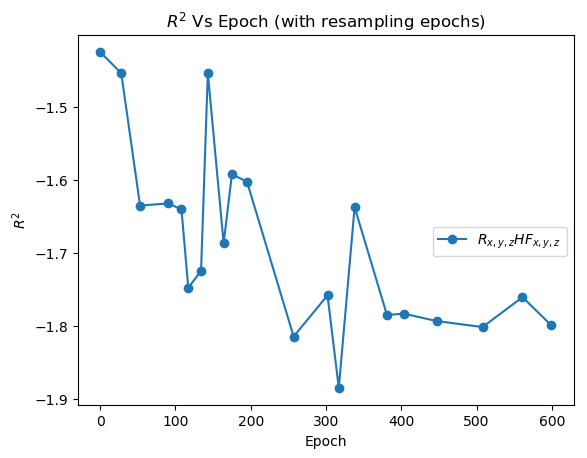 $R^2$ Vs Epoch (with resampling epochs)
−1.5
−1.6
−1.7
−1.8
−1.9
$R^2$
$R_{x,y,z}HF_{x,y,z}$
0 100 200 300 400 500 600
Epoch